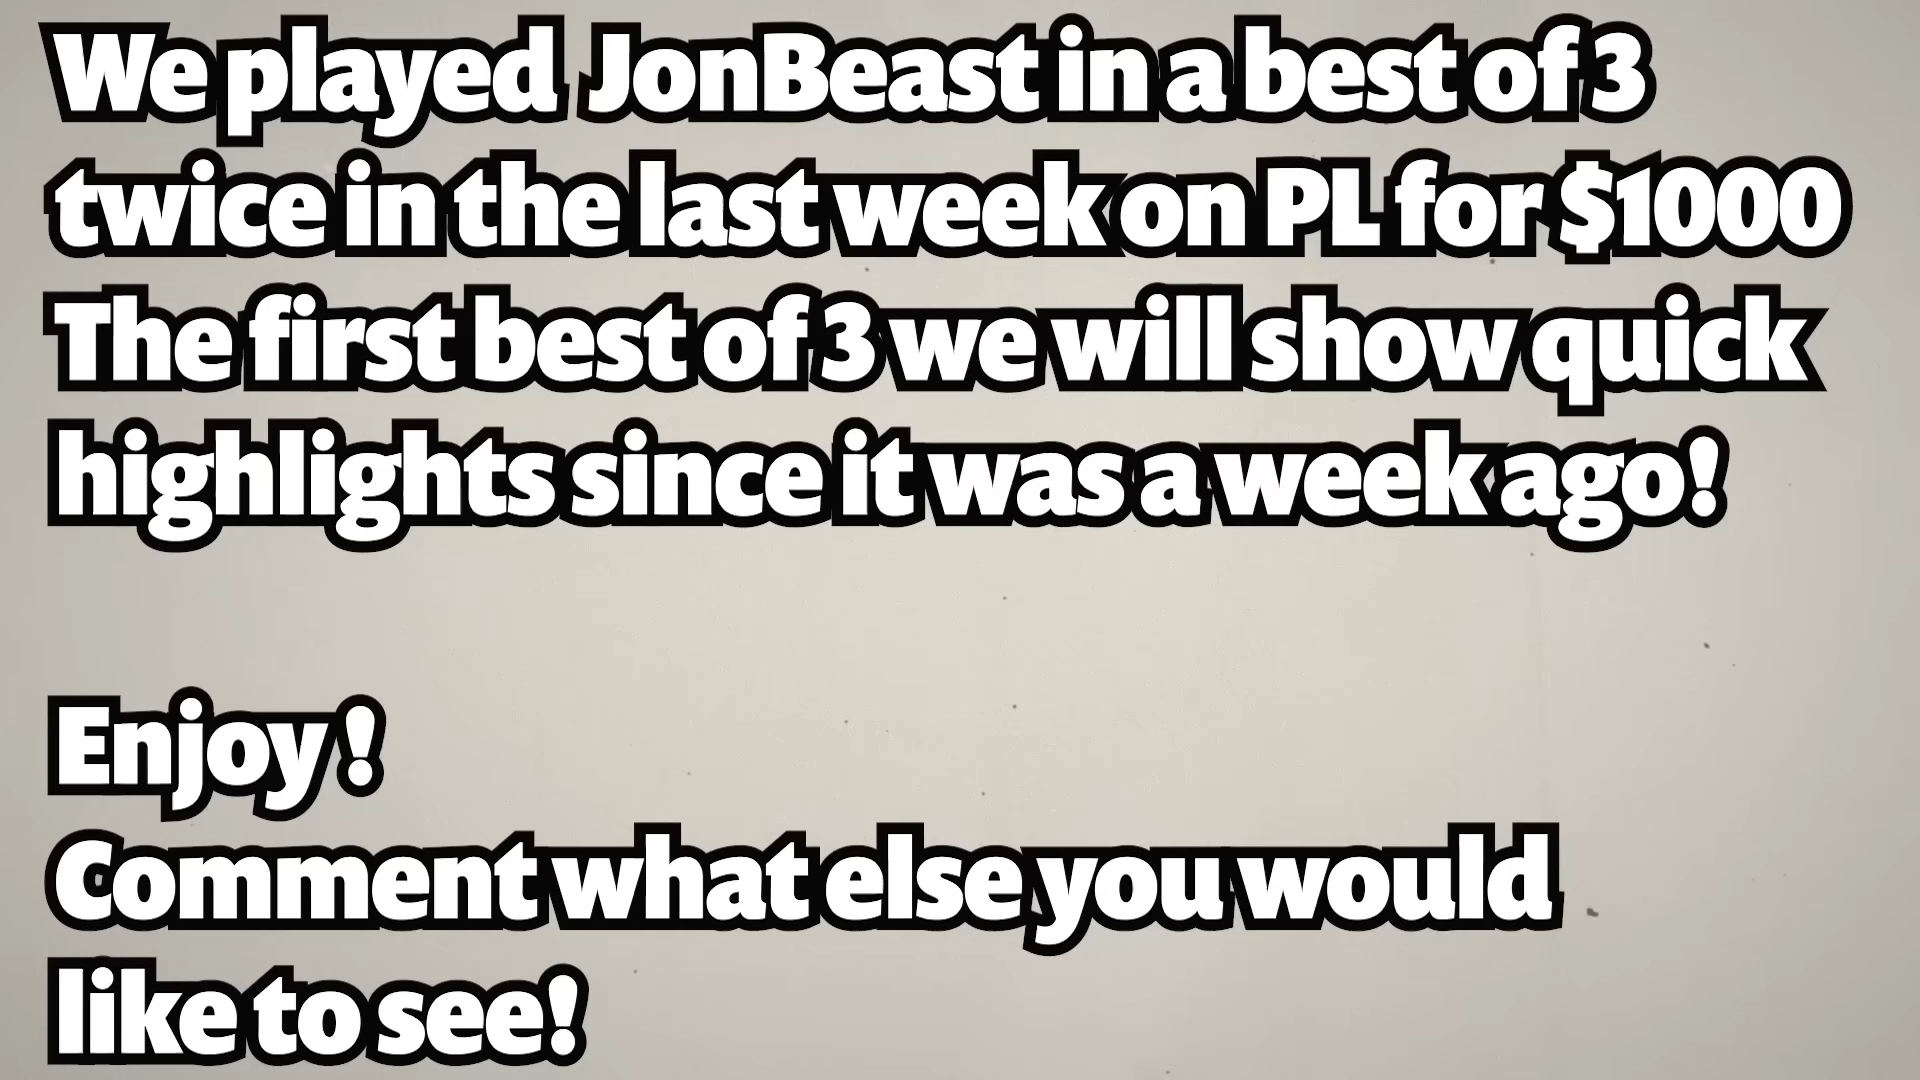 We played JonBeast in a best of 3
twice in the last week on PL for $1000
The first best of 3 we will show quick
highlights since it was a week ago!
Enjoy !
Comment what else you would
like to see!